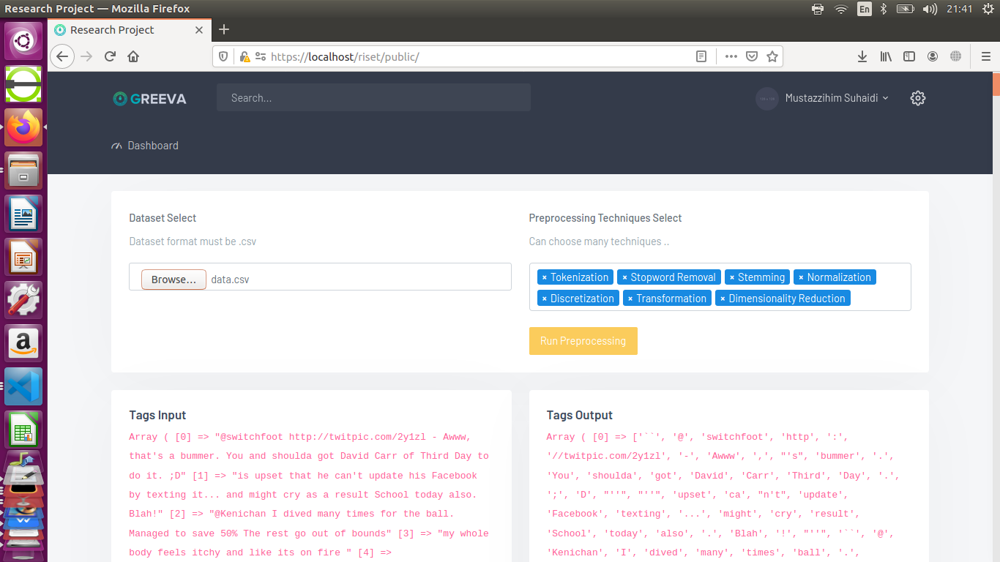 Research Project — Mozilla Firefox
En
21:41
Research Project
https://localhost/riset/public/
GREEVA
Search...
Mustazzihim Suhaidi
Dashboard
Dataset Select
Dataset format must be .csv
Browse...
data.csv
Preprocessing Techniques Select
Can choose many techniques ..
× Tokenization × Stopword Removal × Stemming × Normalization
× Discretization × Transformation × Dimensionality Reduction
Run Preprocessing
Tags Input
Array ( [0] => "@switchfoot http://twitpic.com/2y1zl - Awww,
that's a bummer. You and shoulda got David Carr of Third Day to
do it. ;D" [1] => "is upset that he can't update his Facebook
by texting it... and might cry as a result School today also.
Blah!" [2] => "@Kenichan I dived many times for the ball.
Managed to save 50% The rest go out of bounds" [3] => "my whole
body feels itchy and like its on fire " [4] =>
Tags Output
Array ( [0] => ['``', '@', 'switchfoot', 'http', ':',
'//twitpic.com/2y1zl', '-', 'Awww', ',', "'s", 'bummer', '.',
'You', 'shoulda', 'got', 'David', 'Carr', 'Third', 'Day', '.',
';', 'D', "''", "''", 'upset', 'ca', "n't", 'update',
'Facebook', 'texting', '...', 'might', 'cry', 'result',
'School', 'today', 'also', '.', 'Blah', '!', "''", '``', '@',
'Kenichan', 'I', 'dived', 'many', 'times', 'ball', '.',